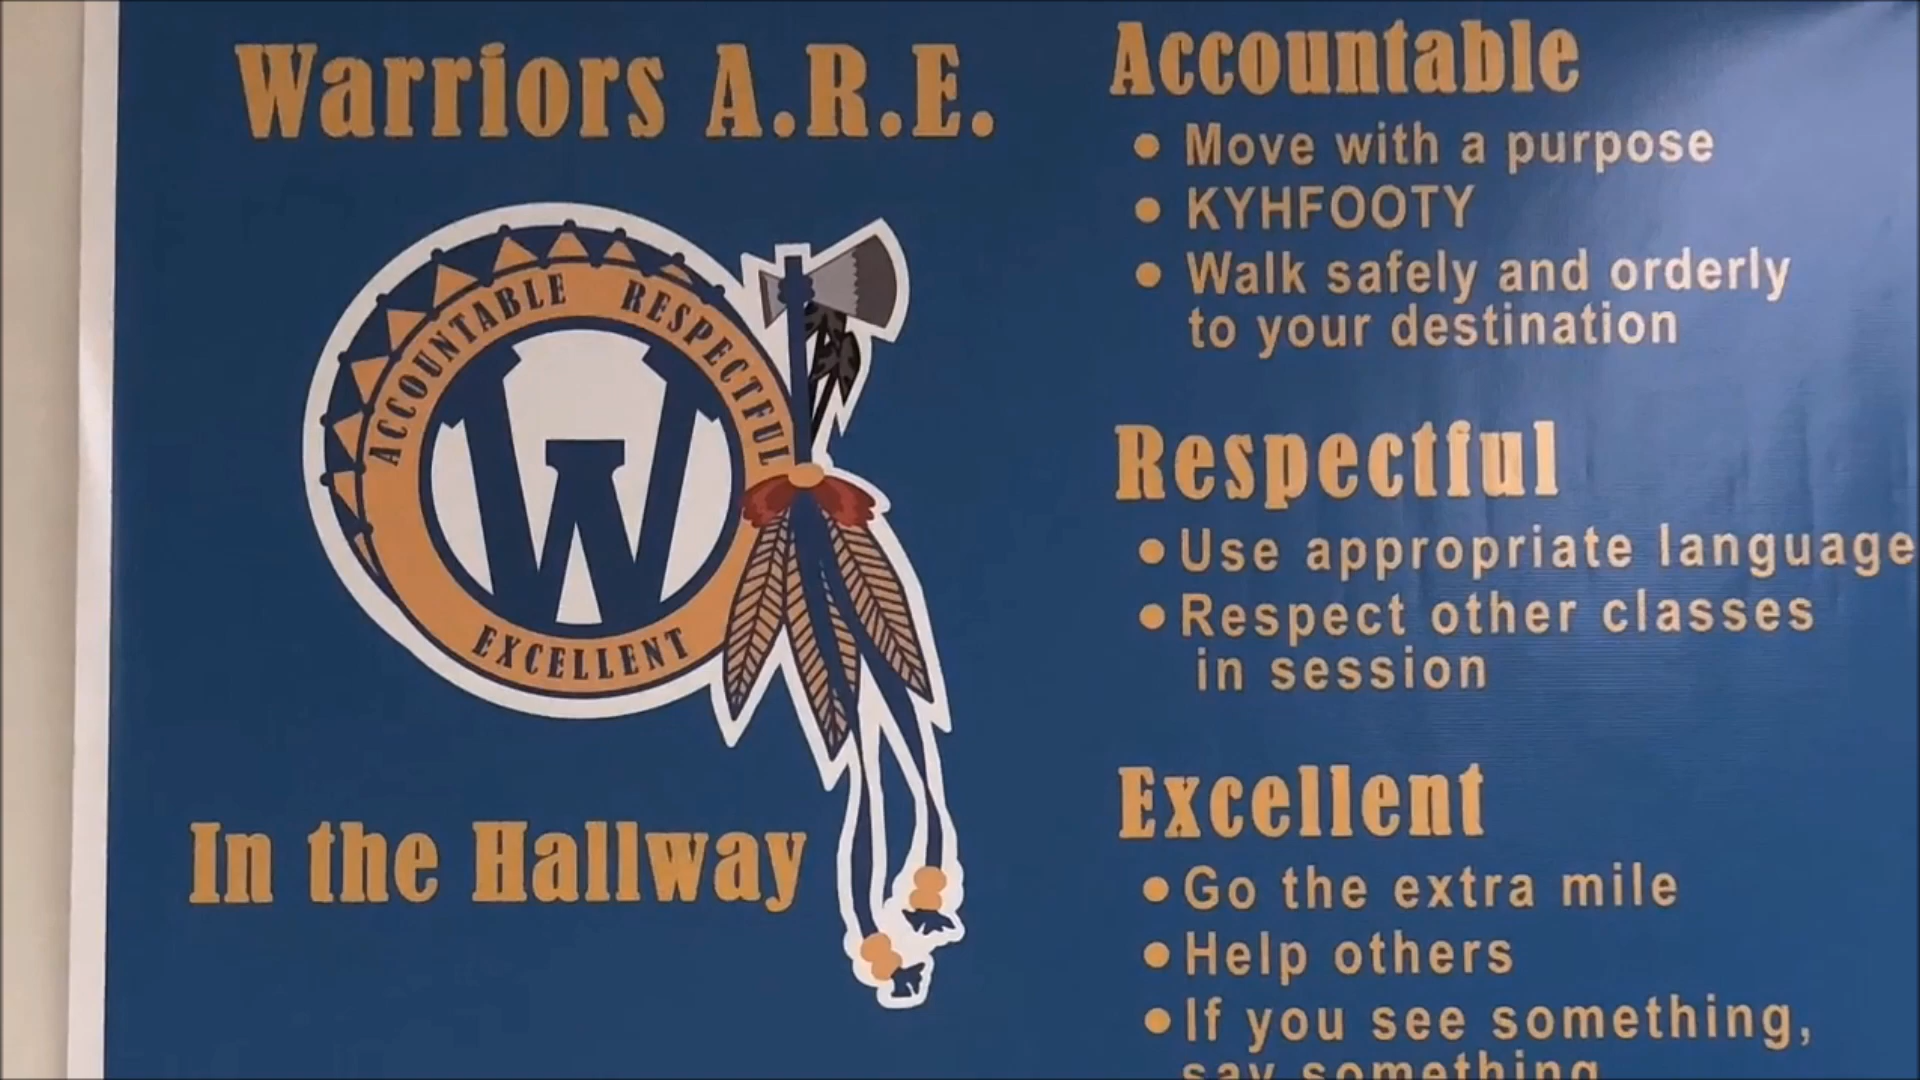 Warriors A.R.E.
ACCOUNTABLE RESPECTFUL
W
EXCELLENT
In the Hallway
Accountable
• Move with a purpose
• KYHFOOTY
• Walk safely and orderly
to your destination
Respectful
• Use appropriate language
• Respect other classes
in session
Excellent
• Go the extra mile
• Help others
• If you see something,
say something